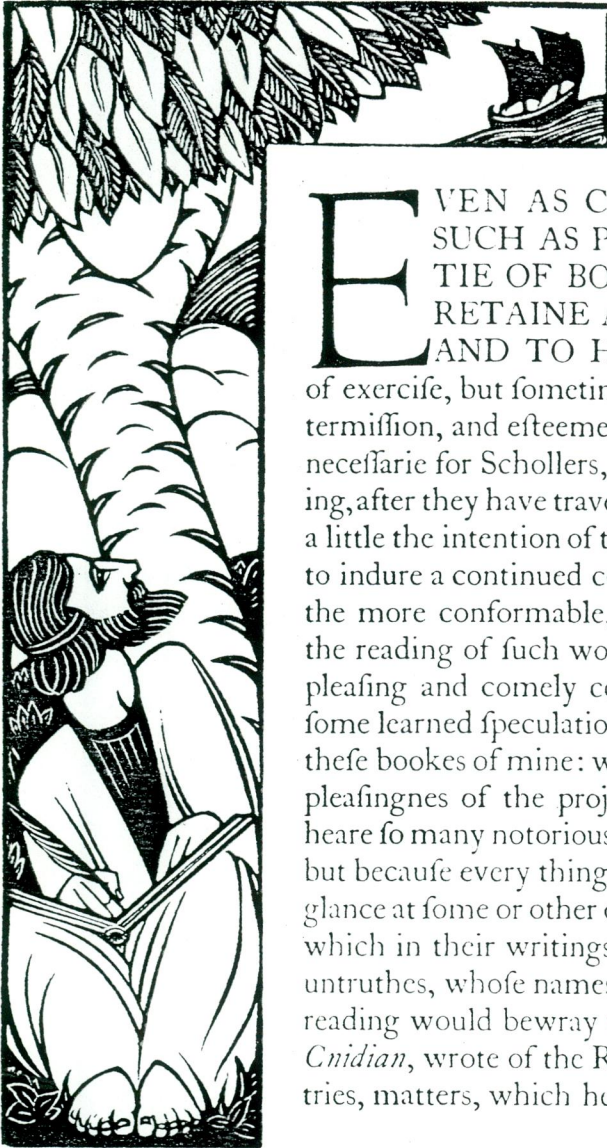 EVEN AS C
SUCH AS P
TIE OF BO
RETAINE
AND TO H
of exerciſe, but ſometin
termiſſion, and eſteeme
neceſſarie for Schollers,
ing, after they have trave
a little the intention of t
to indure a continued c
the more conformable
the reading of ſuch wo
pleaſing and comely c
ſome learned ſpeculatio
theſe bookes of mine: w
pleaſingnes of the proj
heare ſo many notorious
but becauſe every thing
glance at ſome or other
which in their writings
untruthes, whoſe names
reading would bewray
Cnidian, wrote of the R
tries, matters, which he